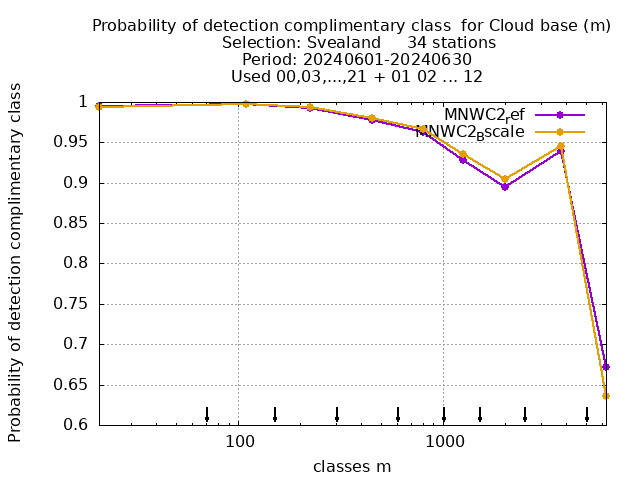 Probability of detection complimentary class  for Cloud base (m)
Selection: Svealand     34 stations
Period: 20240601-20240630
Used 00,03,...,21 + 01 02 ... 12
Probability of detection complimentary class
1
0.95
0.9
0.85
0.8
0.75
0.7
0.65
0.6
MNWC2ref
MNWC2Bscale
100
1000
classes m